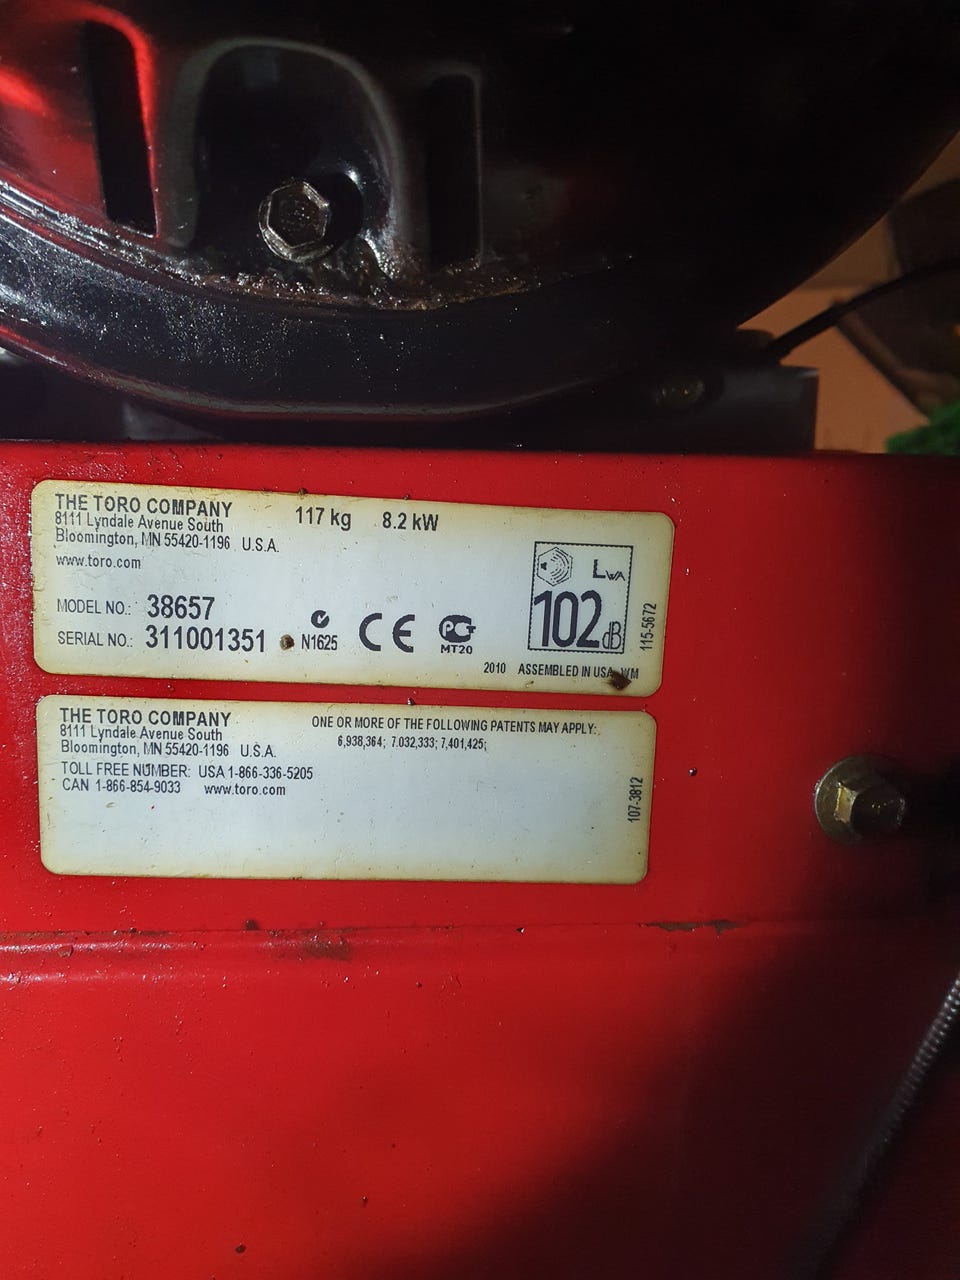 THE TORO COMPANY
8111 Lyndale Avenue South
Bloomington, MN 55420-1196 U.S.A.
www.toro.com
117 kg 8.2 kW
MODEL NO.: 38657
SERIAL NO.: 311001351
N1625
CE
PCT
MT20
LWA
102 dB
115-5672
2010 ASSEMBLED IN USA WM
THE TORO COMPANY
8111 Lyndale Avenue South
Bloomington, MN 55420-1196 U.S.A.
TOLL FREE NUMBER: USA 1-866-336-5205
CAN 1-866-854-9033 www.toro.com
ONE OR MORE OF THE FOLLOWING PATENTS MAY APPLY:
6,938,364; 7,032,333; 7,401,425;
107-3812